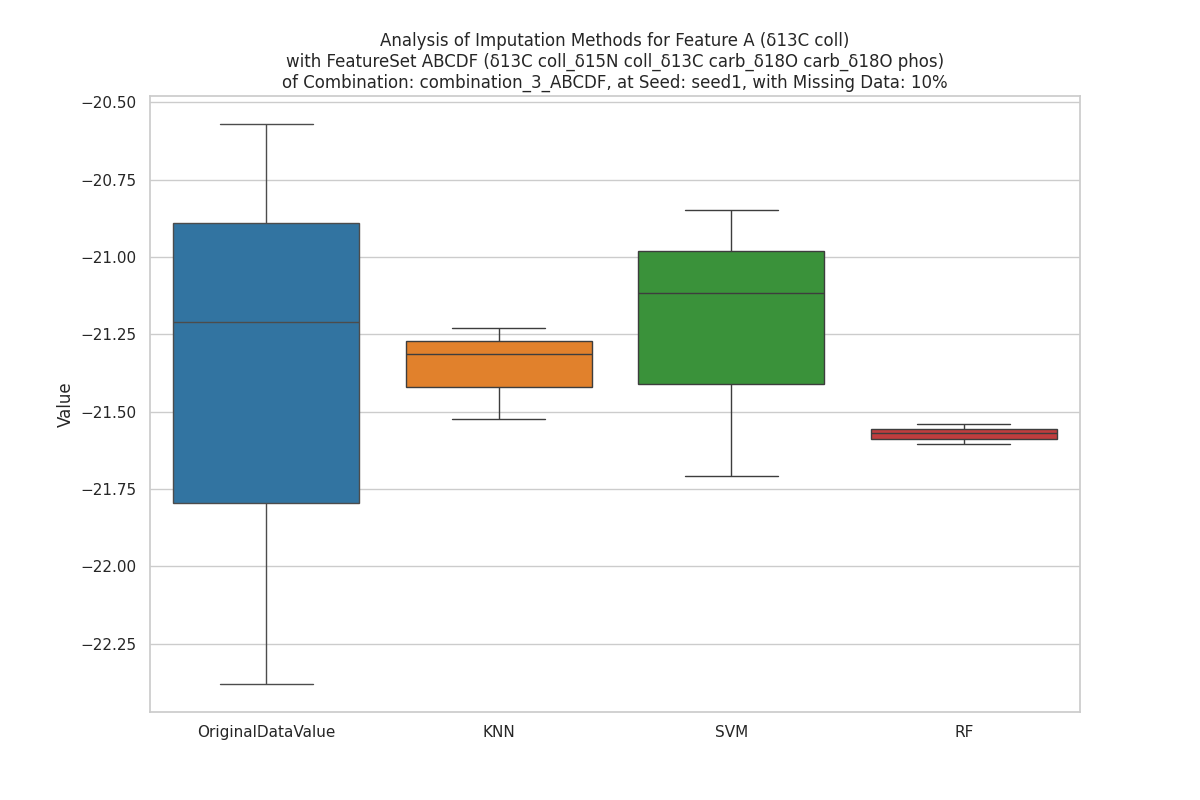 Analysis of Imputation Methods for Feature A (δ13C coll)
with FeatureSet ABCDF (δ13C coll_δ15N coll_δ13C carb_δ18O carb_δ18O phos)
of Combination: combination_3_ABCDF, at Seed: seed1, with Missing Data: 10%
−20.50
−20.75
−21.00
−21.25
−21.50
−21.75
−22.00
−22.25
Value
OriginalDataValue
KNN
SVM
RF